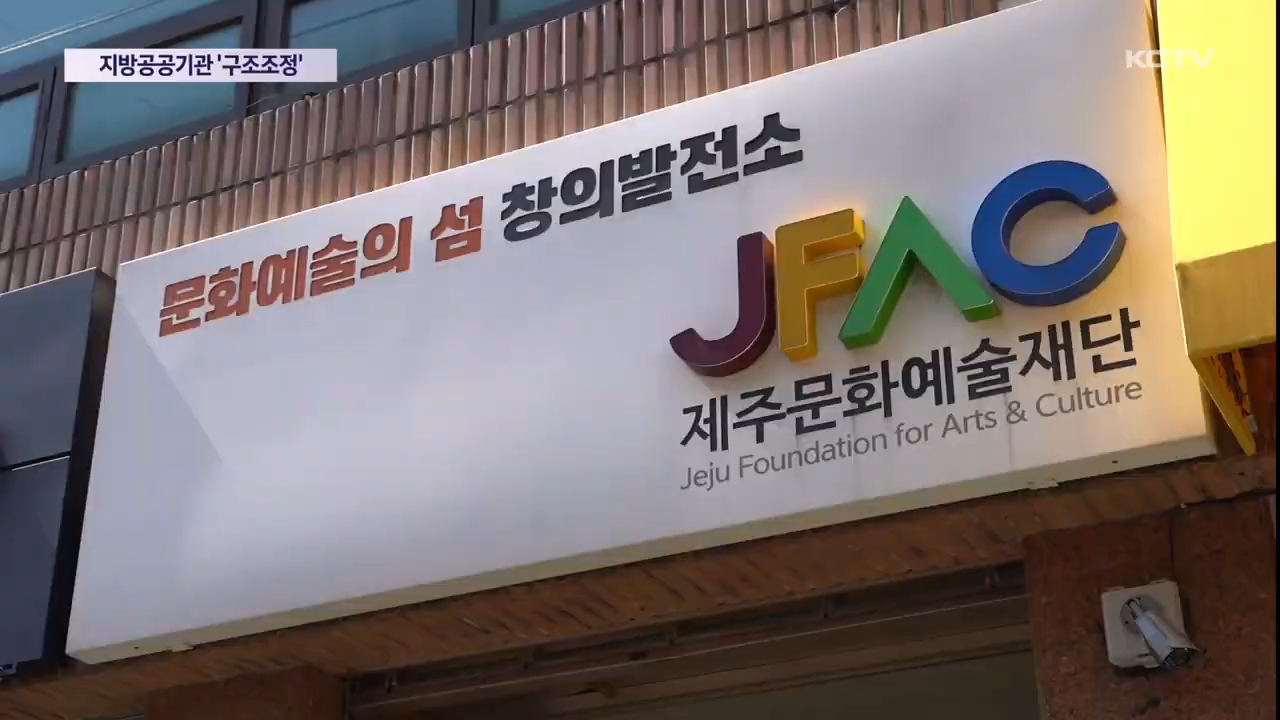 지방공공기관 '구조조정'
KCTV
문화예술의 섬 창의발전소
JFAC
제주문화예술재단
Jeju Foundation for Arts & Culture